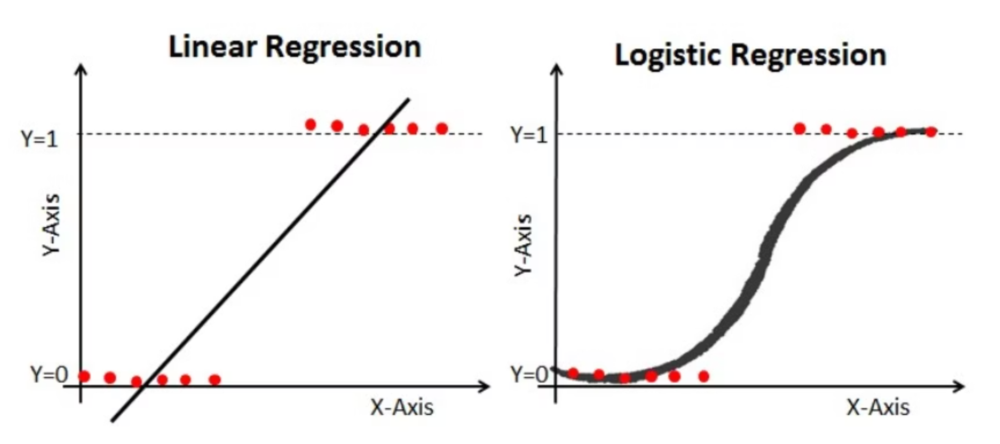 Linear Regression
Y=1
Y-Axis
Y=0
X-Axis
Logistic Regression
Y=1
Y-Axis
Y=0
X-Axis